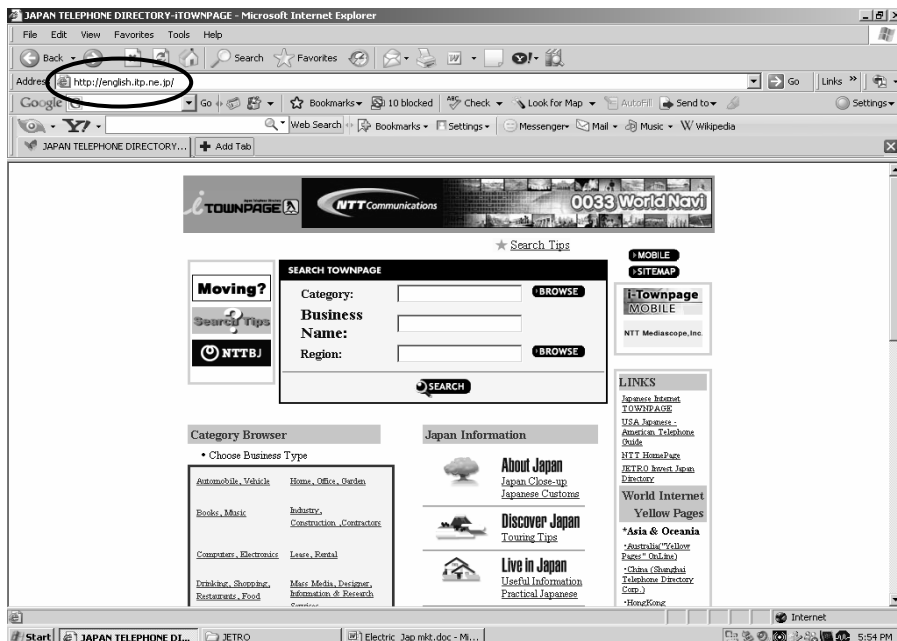 JAPAN TELEPHONE DIRECTORY-iTOWNPAGE - Microsoft Internet Explorer
File Edit View Favorites Tools Help
Back Search Favorites
Address http://english.itp.ne.jp/ Go Links »
Google G Go Bookmarks 10 blocked Check Look for Map AutoFill Send to Settings
Y! Web Search Bookmarks Settings Messenger Mail Music W Wikipedia
JAPAN TELEPHONE DIRECTORY... Add Tab
i TOWNPAGE NTT Communications 0033 World Navi
Search Tips
MOBILE
SITEMAP
SEARCH TOWNPAGE
Moving?
Search Tips
NTTBJ
Category: BROWSE
Business
Name:
Region: BROWSE
SEARCH
i-Townpage
MOBILE
NTT Mediascope, Inc.
LINKS
Japanese Internet
TOWNPAGE
USA Japanese -
American Telephone
Guide
NTT HomePage
JETRO Invest Japan
Directory
World Internet
Yellow Pages
*Asia & Oceania
·Australia("Yellow
Pages" OnLine)
·China (Shanghai
Telephone Directory
Corp.)
·HongKong
Category Browser
• Choose Business Type
Automobile, Vehicle Home, Office, Garden
Books, Music Industry,
Construction ,Contractors
Computers, Electronics Lease, Rental
Drinking, Shopping,
Restaurants, Food
Mass Media, Designer,
Information & Research
Services
Japan Information
About Japan
Japan Close-up
Japanese Customs
Discover Japan
Touring Tips
Live in Japan
Useful Information
Practical Japanese
Internet
Start JAPAN TELEPHONE DI... JETRO Electric_Jap mkt.doc - Mi... 5:54 PM